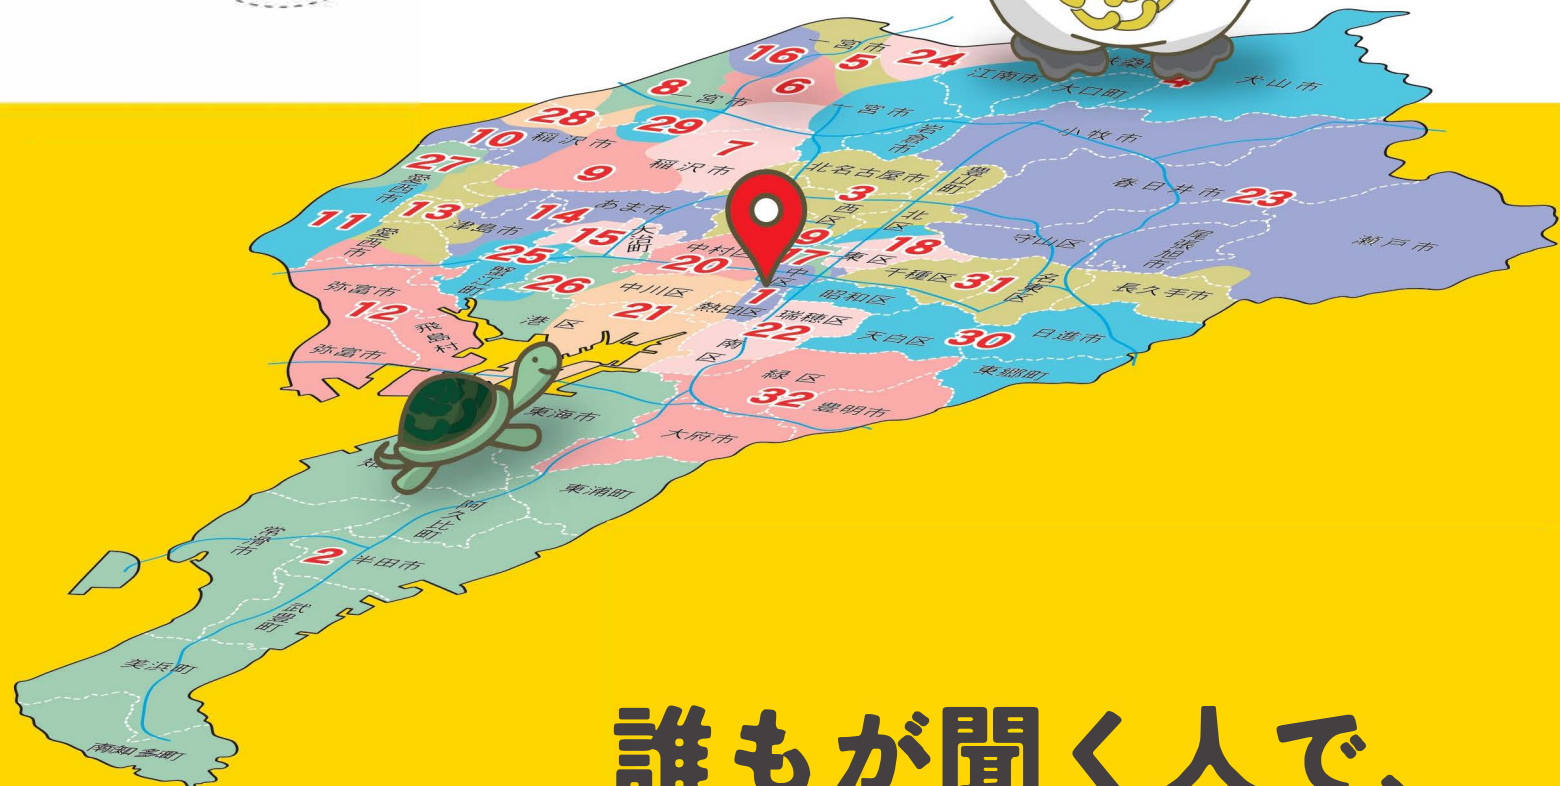 16
一宮市
5
24
江南市
大口町
4
犬山市
8
一宮市
6
一宮市
岩倉市
小牧市
28
29
10
稲沢市
7
稲沢市
北名古屋市
豊山町
春日井市
23
27
愛西市
9
3
11
13
津島市
14
あま市
西区
北区
守山区
尾張旭市
瀬戸市
愛西市
15
大治町
中村区
9
17
東区
18
25
蟹江町
20
中区
千種区
31
名東区
長久手市
弥富市
26
中川区
1
昭和区
12
飛島村
港区
21
熱田区
瑞穂区
22
天白区
30
日進市
弥富市
南区
緑区
東郷町
32
豊明市
東海市
大府市
知
東浦町
阿久比町
常滑市
2
半田市
武豊町
美浜町
南知多町
誰もが聞く人で、